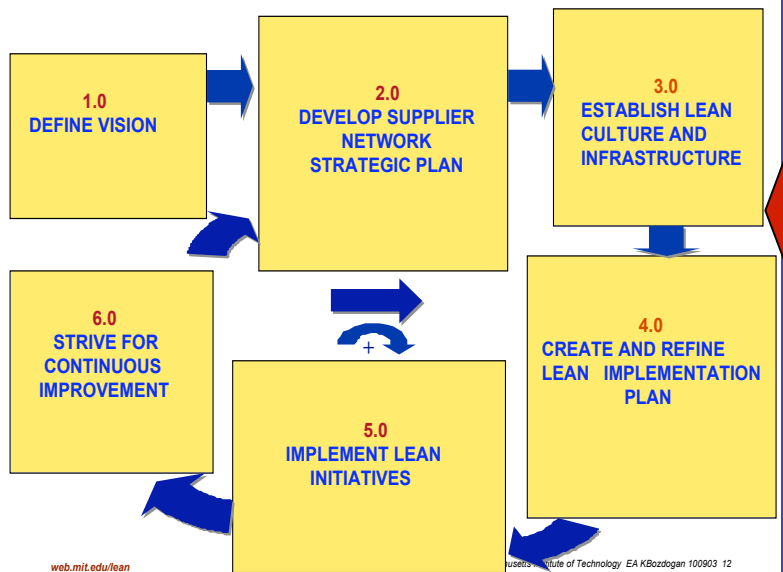 1.0
DEFINE VISION
2.0
DEVELOP SUPPLIER
NETWORK
STRATEGIC PLAN
3.0
ESTABLISH LEAN
CULTURE AND
INFRASTRUCTURE
4.0
CREATE AND REFINE
LEAN IMPLEMENTATION
PLAN
+
5.0
IMPLEMENT LEAN
INITIATIVES
6.0
STRIVE FOR
CONTINUOUS
IMPROVEMENT
web.mit.edu/lean
of Technology EA KBozdogan 100903 12